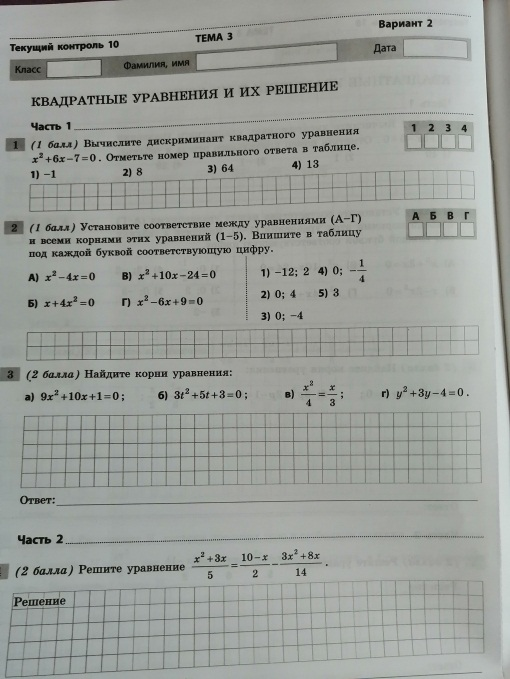 ТЕМА 3
Вариант 2
Текущий контроль 10
Класс
Фамилия, имя
Дата
КВАДРАТНЫЕ УРАВНЕНИЯ И ИХ РЕШЕНИЕ
Часть 1
1 (1 балл) Вычислите дискриминант квадратного уравнения
x²+6x−7=0. Отметьте номер правильного ответа в таблице.
1 2 3 4
1) −1 2) 8 3) 64 4) 13
2 (1 балл) Установите соответствие между уравнениями (А–Г)
и всеми корнями этих уравнений (1–5). Впишите в таблицу
под каждой буквой соответствующую цифру.
А Б В Г
А) x²−4x=0 В) x²+10x−24=0
Б) x+4x²=0 Г) x²−6x+9=0
1) −12; 2 4) 0; −1/4
2) 0; 4 5) 3
3) 0; −4
3 (2 балла) Найдите корни уравнения:
а) 9x²+10x+1=0; б) 3t²+5t+3=0; в) x²/4=x/3; г) y²+3y−4=0.
Ответ:
Часть 2
(2 балла) Решите уравнение (x²+3x)/5=(10−x)/2−(3x²+8x)/14.
Решение